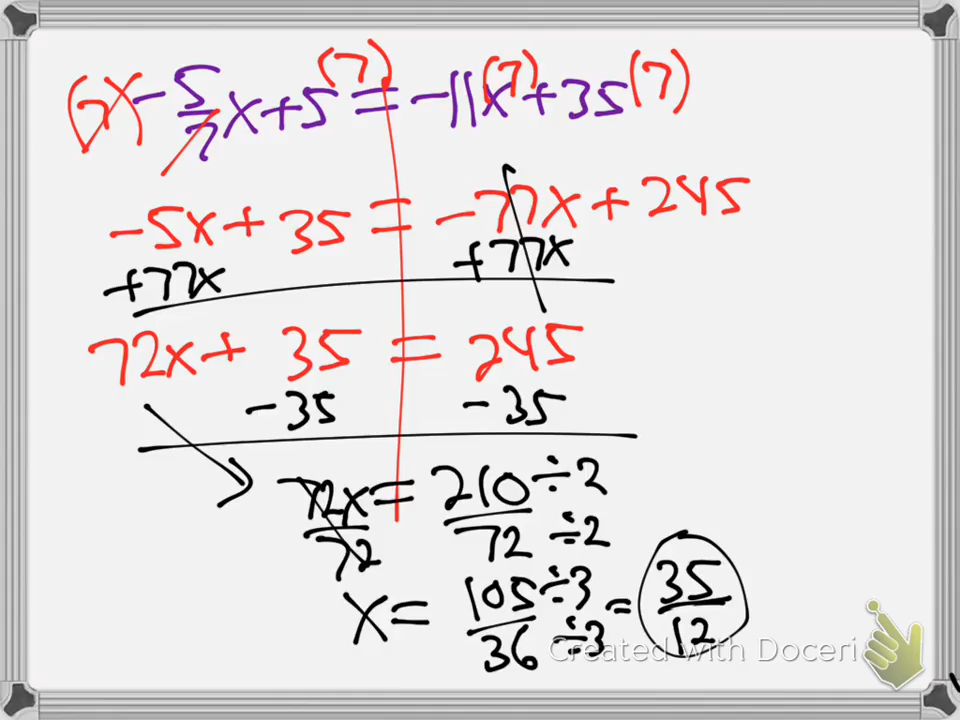 (7) - 5/7 x + 5 (7) = -11x (7) + 35 (7)
-5x + 35 = -77x + 245
+77x +77x
72x + 35 = 245
-35 -35
72x/72 = 210/72 ÷2/÷2
x = 105/36 ÷3/÷3 = 35/12
Created with Doceri